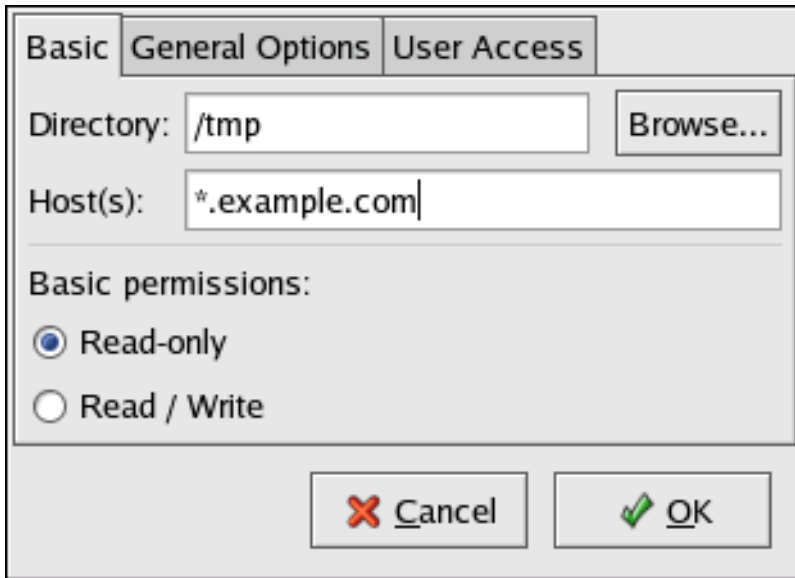 Basic General Options User Access
Directory: /tmp Browse...
Host(s): *.example.com
Basic permissions:
Read-only
Read / Write
Cancel OK